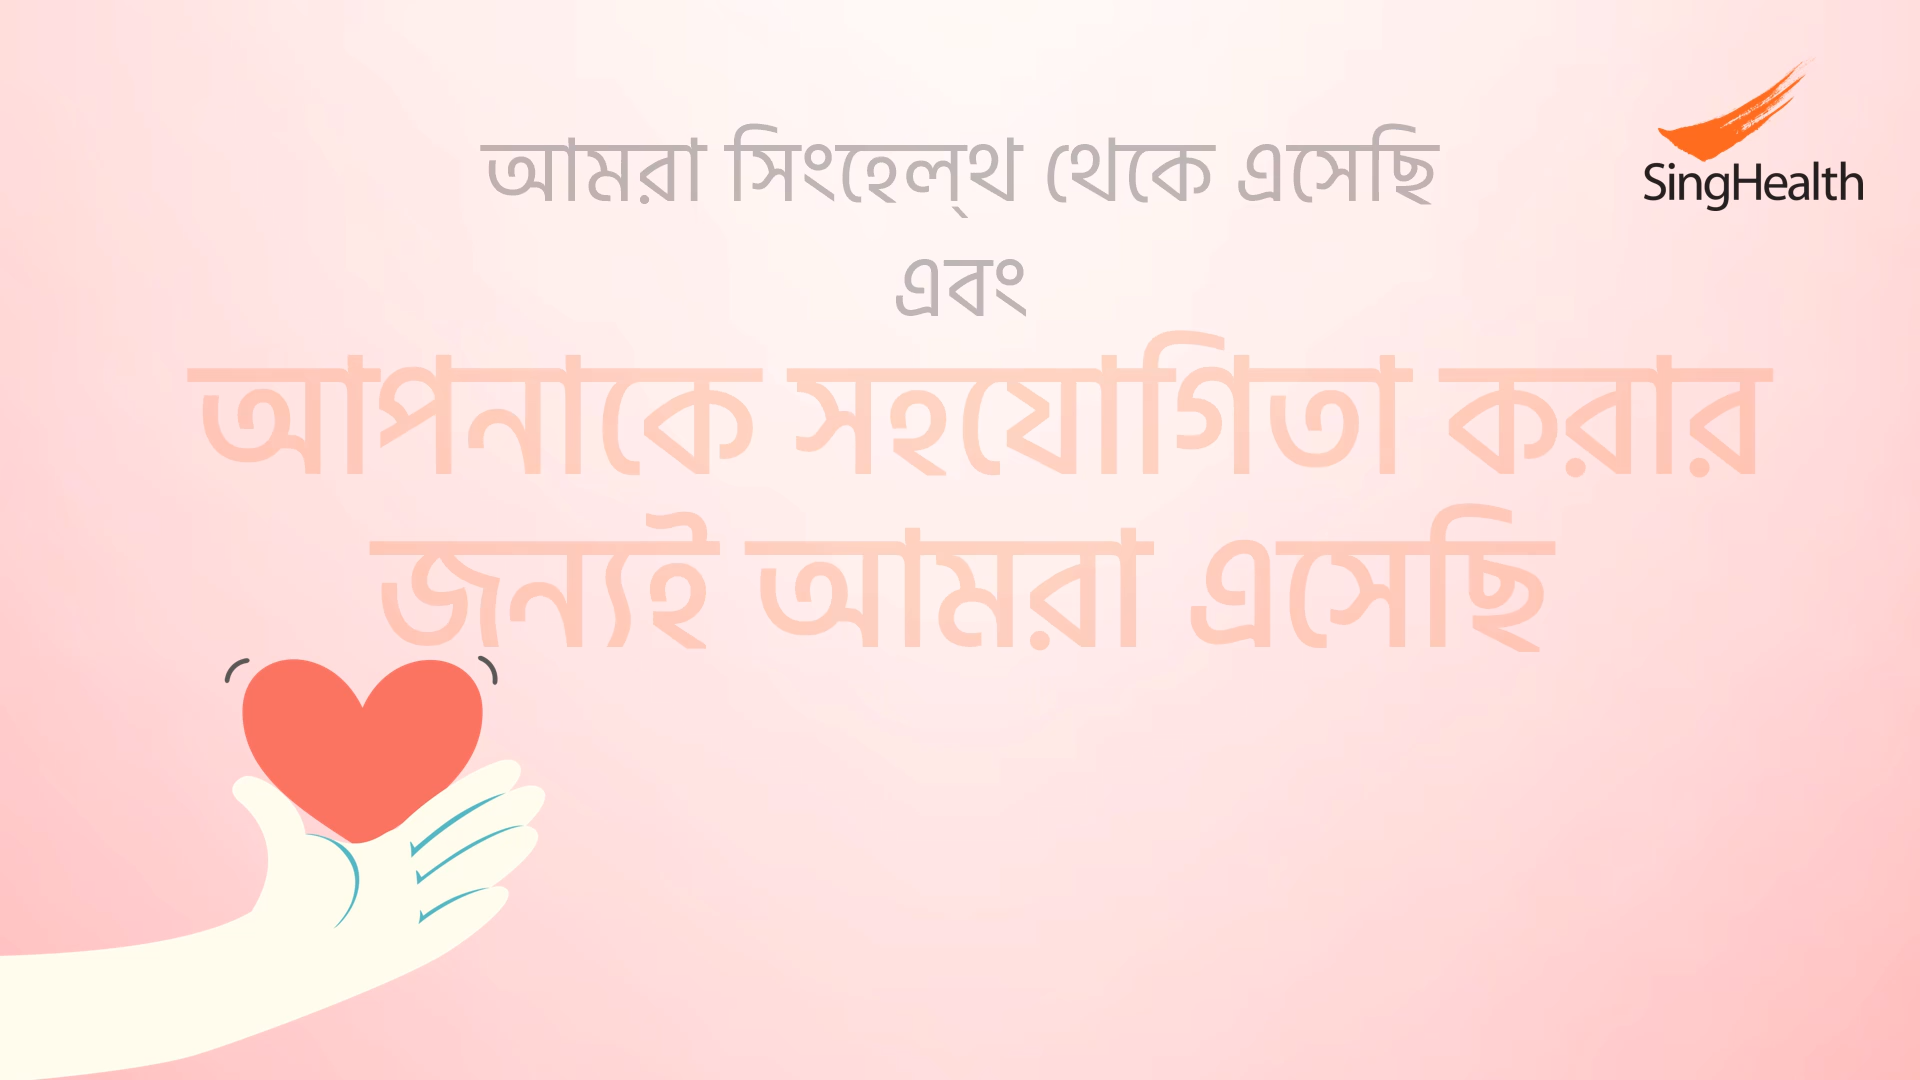 আমরা সিংহেল্‌থ থেকে এসেছি
SingHealth
এবং
আপনাকে সহযোগিতা করার
জন্যই আমরা এসেছি